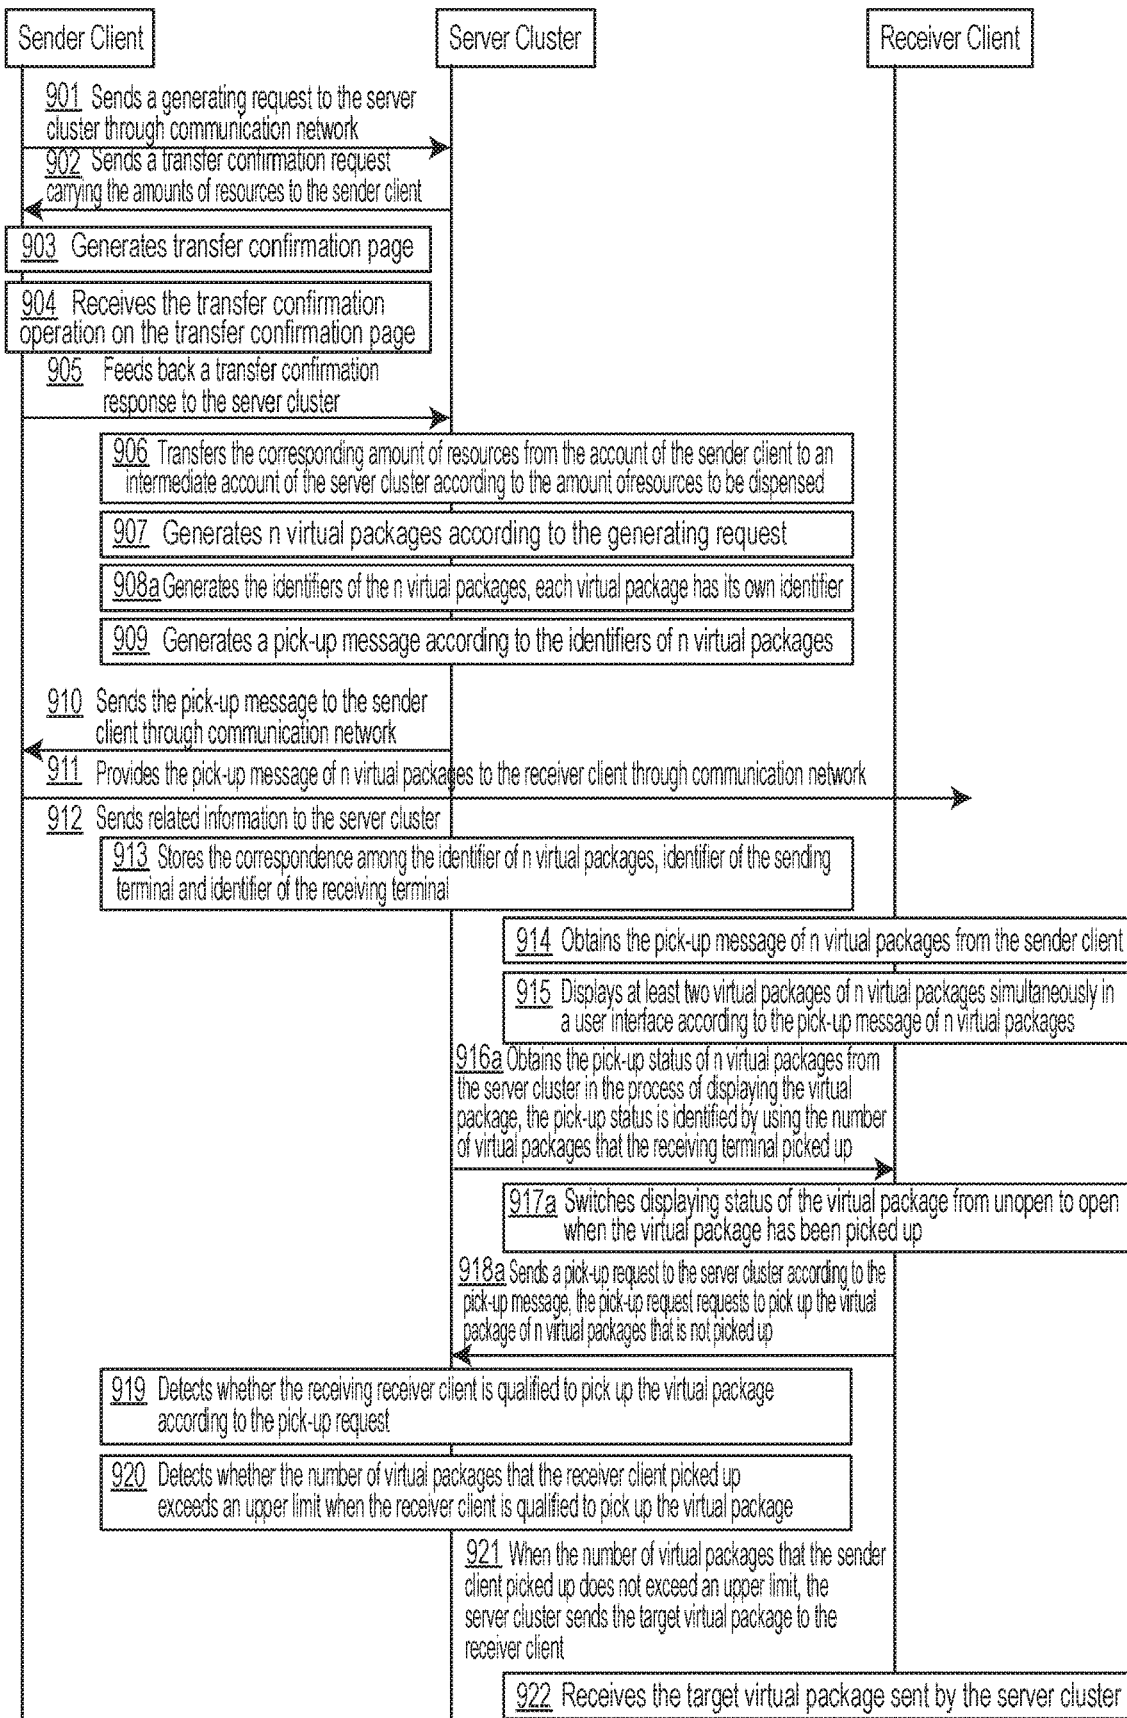 Sender Client
Server Cluster
Receiver Client
901 Sends a generating request to the server
cluster through communication network
902 Sends a transfer confirmation request
carrying the amounts of resources to the sender client
903 Generates transfer confirmation page
904 Receives the transfer confirmation
operation on the transfer confirmation page
905 Feeds back a transfer confirmation
response to the server cluster
906 Transfers the corresponding amount of resources from the account of the sender client to an
intermediate account of the server cluster according to the amount ofresources to be dispensed
907 Generates n virtual packages according to the generating request
908a Generates the identifiers of the n virtual packages, each virtual package has its own identifier
909 Generates a pick-up message according to the identifiers of n virtual packages
910 Sends the pick-up message to the sender
client through communication network
911 Provides the pick-up message of n virtual packages to the receiver client through communication network
912 Sends related information to the server cluster
913 Stores the correspondence among the identifier of n virtual packages, identifier of the sending
terminal and identifier of the receiving terminal
914 Obtains the pick-up message of n virtual packages from the sender client
915 Displays at least two virtual packages of n virtual packages simultaneously in
a user interface according to the pick-up message of n virtual packages
916a Obtains the pick-up status of n virtual packages from
the server cluster in the process of displaying the virtual
package, the pick-up status is identified by using the number
of virtual packages that the receiving terminal picked up
917a Switches displaying status of the virtual package from unopen to open
when the virtual package has been picked up
918a Sends a pick-up request to the server cluster according to the
pick-up message, the pick-up request requests to pick up the virtual
package of n virtual packages that is not picked up
919 Detects whether the receiving receiver client is qualified to pick up the virtual package
according to the pick-up request
920 Detects whether the number of virtual packages that the receiver client picked up
exceeds an upper limit when the receiver client is qualified to pick up the virtual package
921 When the number of virtual packages that the sender
client picked up does not exceed an upper limit, the
server cluster sends the target virtual package to the
receiver client
922 Receives the target virtual package sent by the server cluster